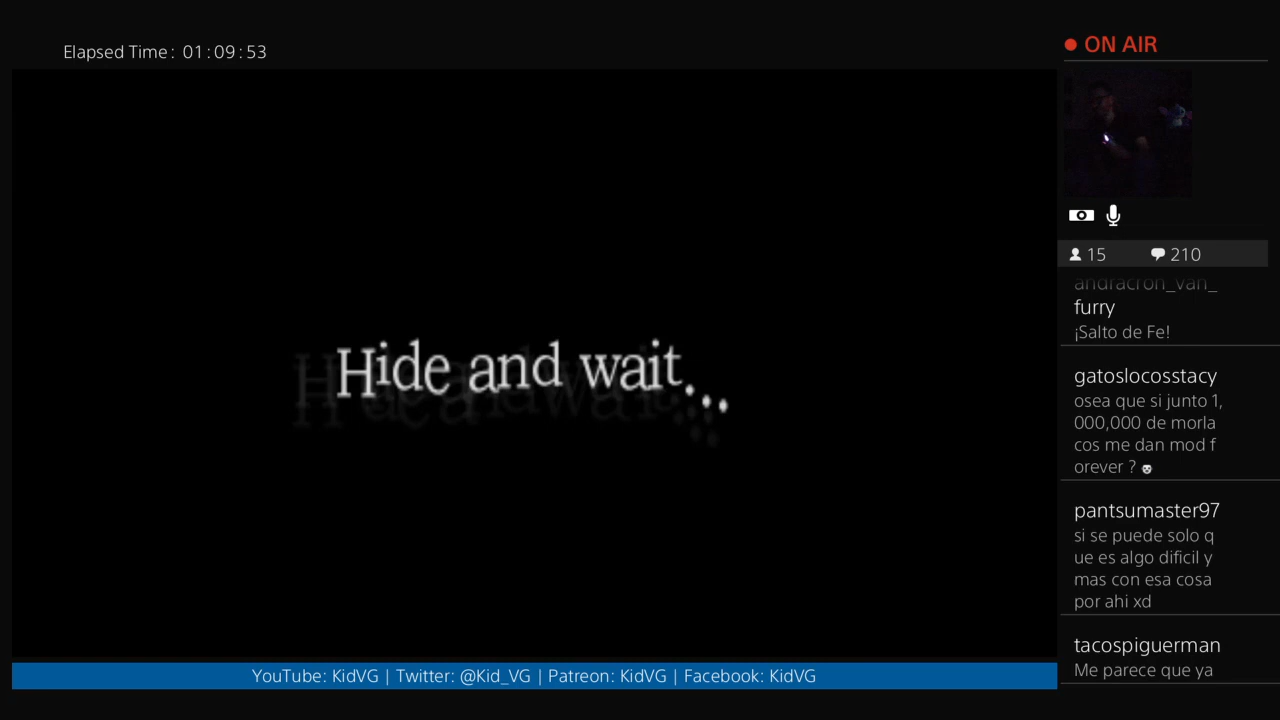 Elapsed Time: 01:09:53
ON AIR
Hide and wait...
15 210
andracron_van_
furry
¡Salto de Fe!
gatoslocosstacy
osea que si junto 1,
000,000 de morla
cos me dan mod f
orever ?
pantsumaster97
si se puede solo q
ue es algo dificil y
mas con esa cosa
por ahi xd
tacospiguerman
Me parece que ya
YouTube: KidVG | Twitter: @Kid_VG | Patreon: KidVG | Facebook: KidVG